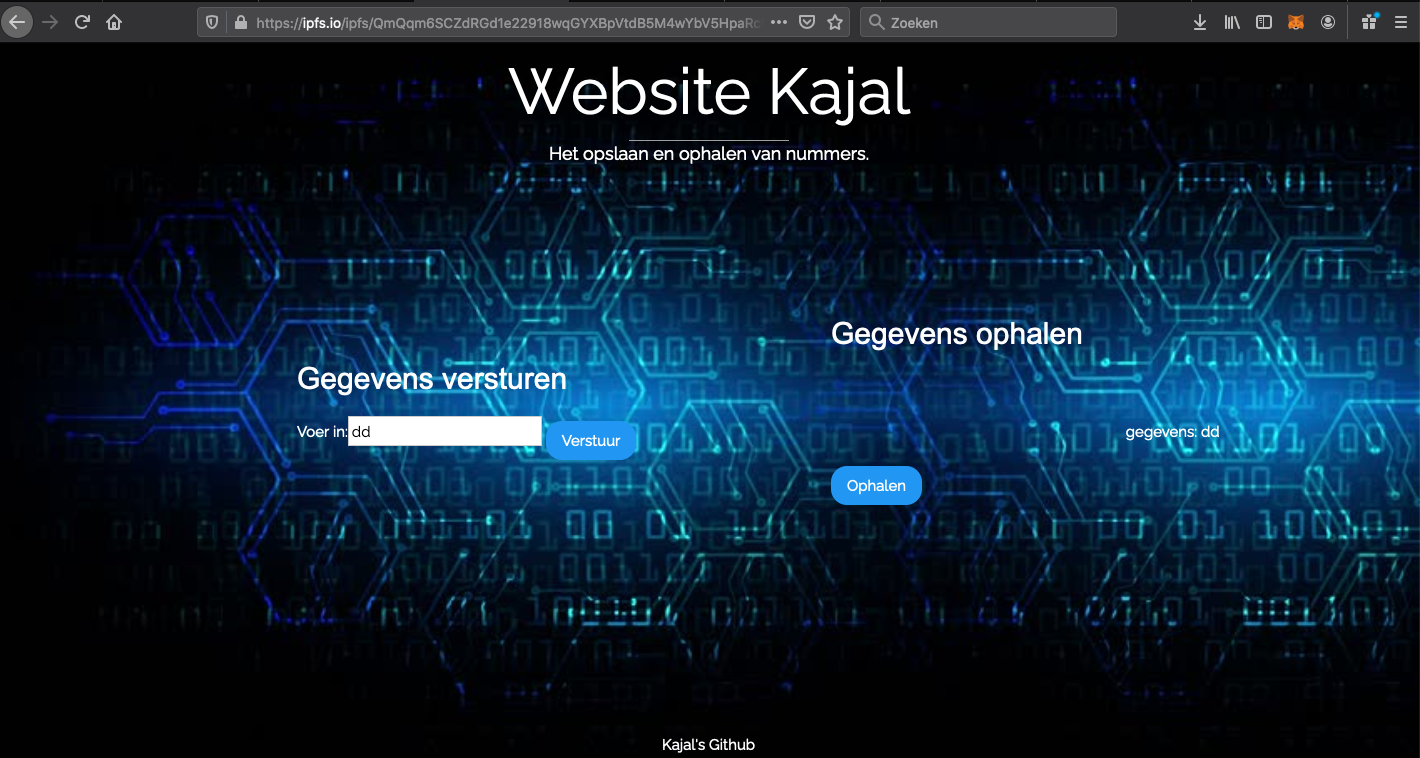 https://ipfs.io/ipfs/QmQqm6SCZdRGd1e22918wqGYXBpVtdB5M4wYbV5HpaRc
Zoeken
Website Kajal
Het opslaan en ophalen van nummers.
Gegevens ophalen
Gegevens versturen
Voer in: dd
Verstuur
gegevens: dd
Ophalen
Kajal's Github